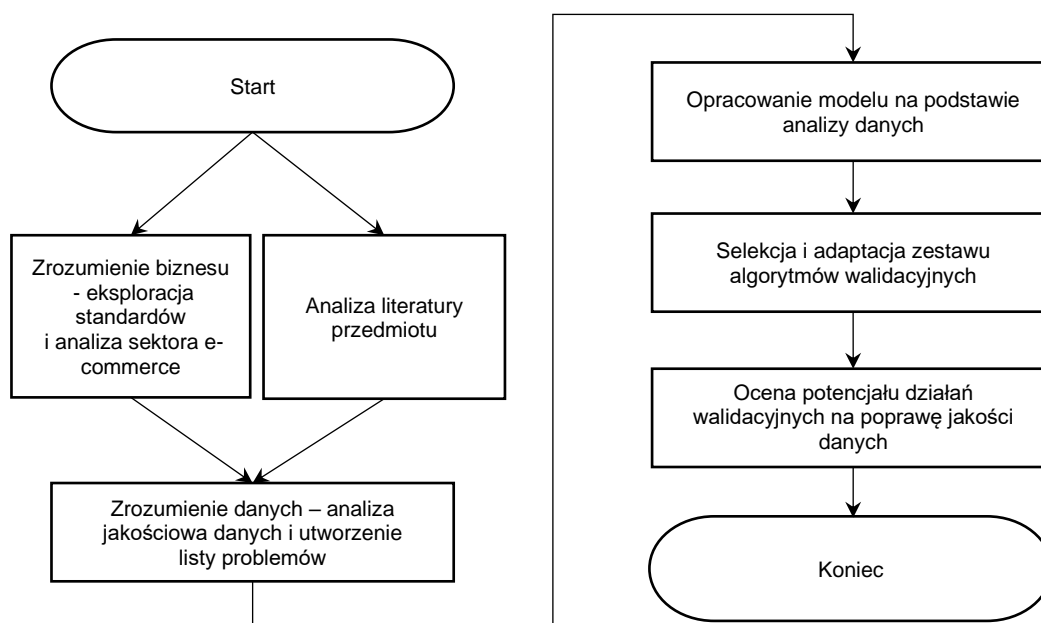 Start
Zrozumienie biznesu
- eksploracja
standardów
i analiza sektora e-
commerce
Analiza literatury
przedmiotu
Zrozumienie danych – analiza
jakościowa danych i utworzenie
listy problemów
Opracowanie modelu na podstawie
analizy danych
Selekcja i adaptacja zestawu
algorytmów walidacyjnych
Ocena potencjału działań
walidacyjnych na poprawę jakości
danych
Koniec